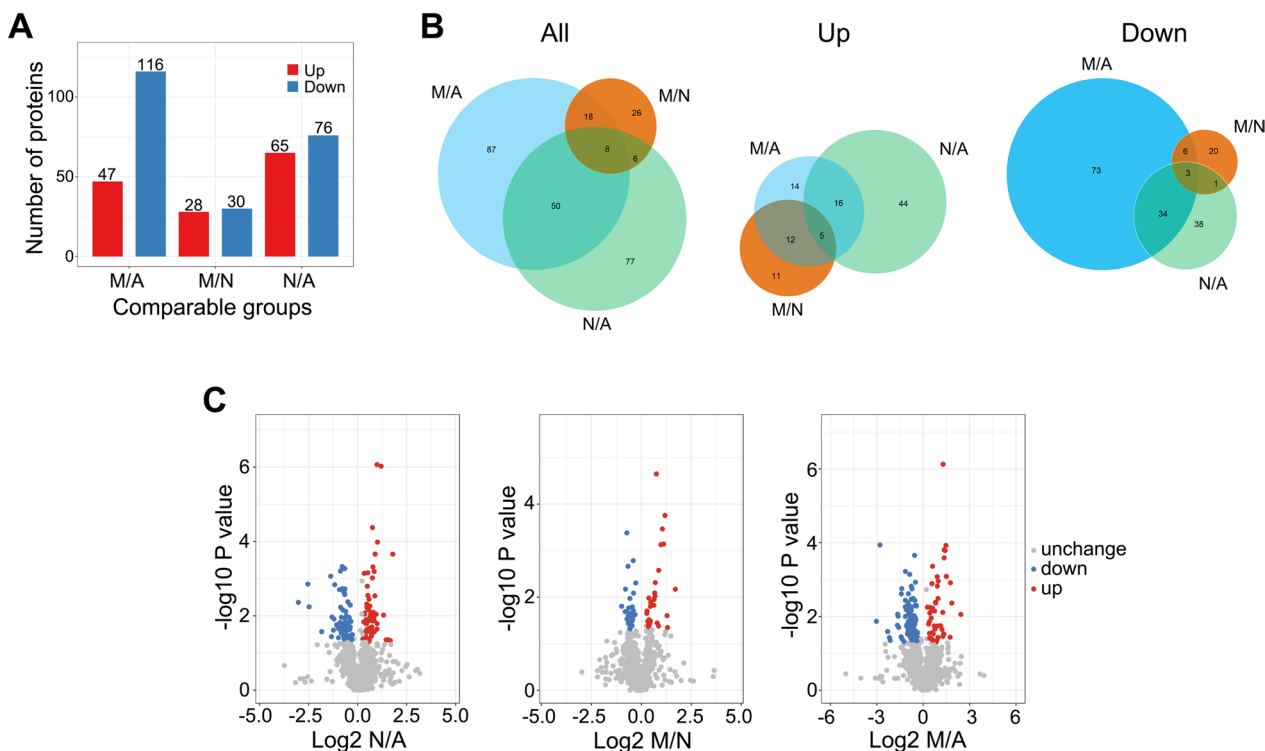 A
Number of proteins
100
50
0
116
47
28
30
65
76
Up
Down
M/A
M/N
N/A
Comparable groups
B
All
M/A
M/N
N/A
87
18
26
8
6
50
77
Up
M/A
N/A
M/N
14
16
44
12
5
11
Down
M/A
M/N
N/A
73
6
20
3
1
34
38
C
-log10 P value
6
4
2
0
-5.0
-2.5
0.0
2.5
5.0
Log2 N/A
-log10 P value
4
2
0
-5.0
-2.5
0.0
2.5
5.0
Log2 M/N
-log10 P value
6
4
2
0
-6
-3
0
3
6
Log2 M/A
unchange
down
up